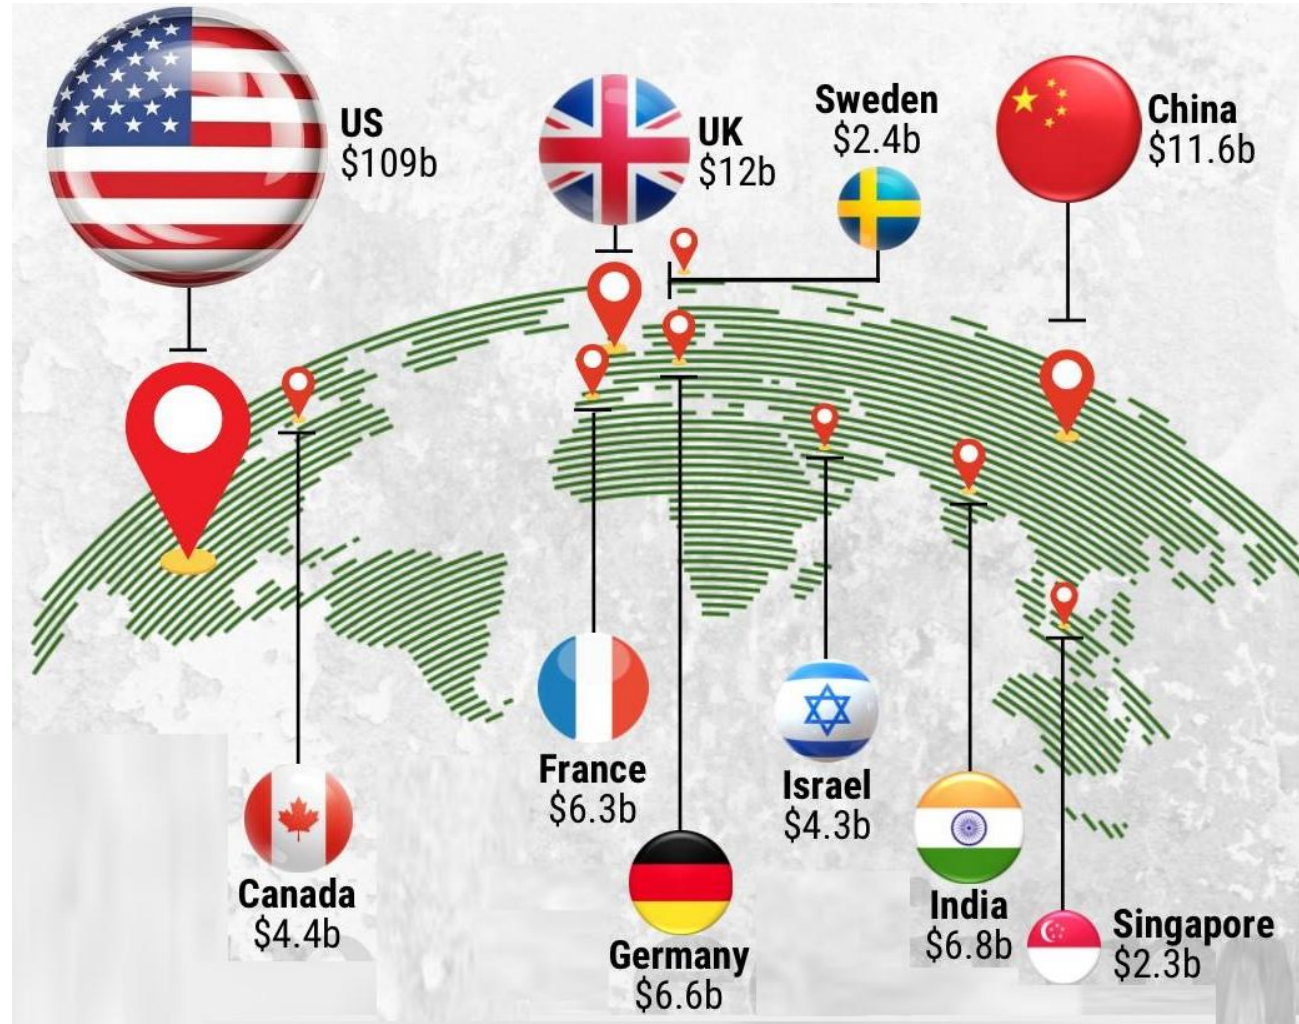 US
$109b
UK
$12b
Sweden
$2.4b
China
$11.6b
France
$6.3b
Israel
$4.3b
Canada
$4.4b
India
$6.8b
Germany
$6.6b
Singapore
$2.3b